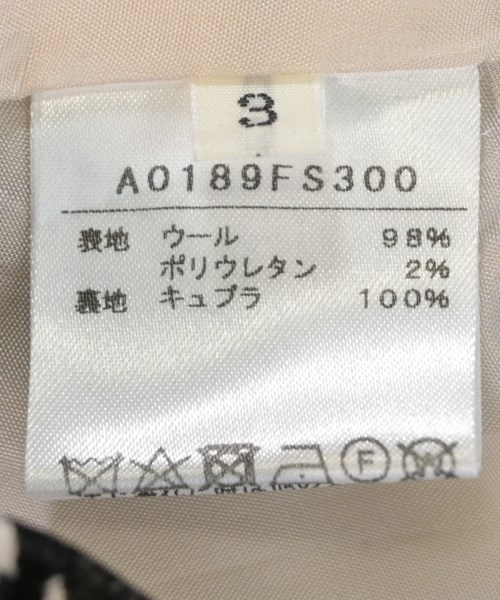 3
A0189FS300
表地 ウール 98%
ポリウレタン 2%
裏地 キュプラ 100%
F W